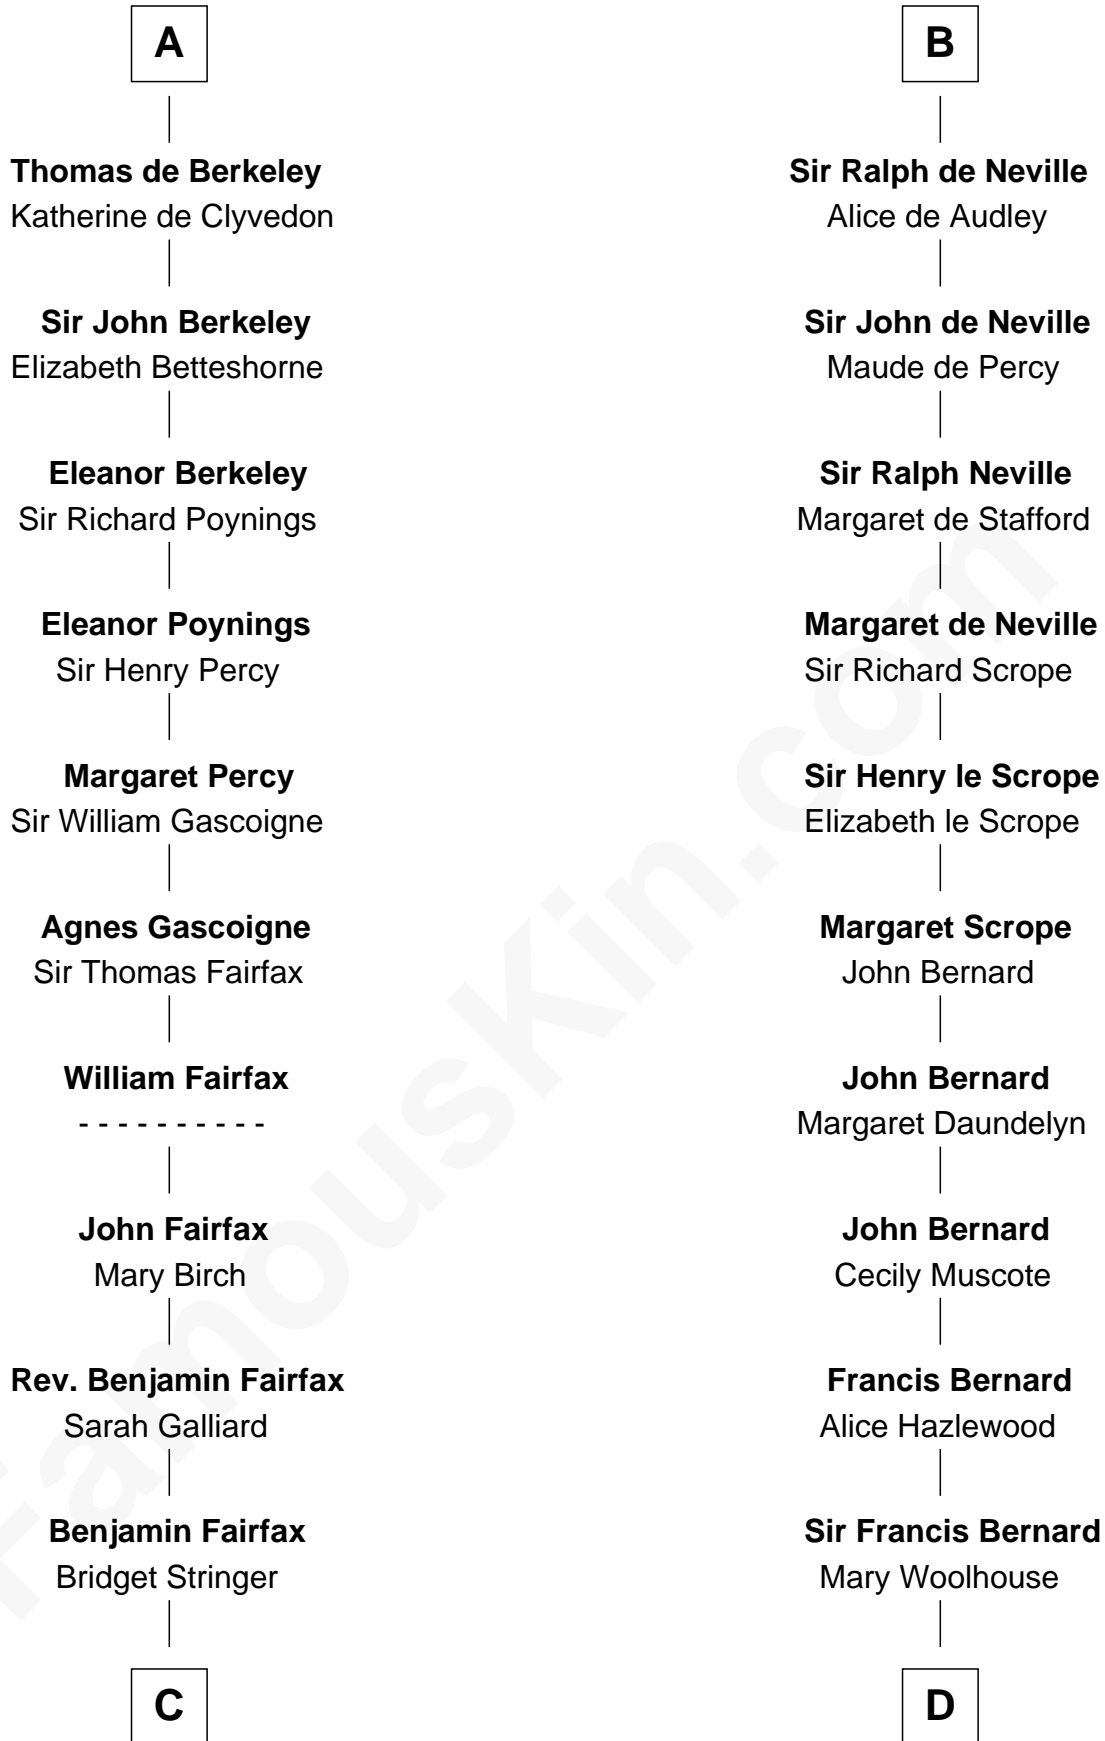 A
Thomas de Berkeley
Katherine de Clyvedon
Sir John Berkeley
Elizabeth Betteshorne
Eleanor Berkeley
Sir Richard Poynings
Eleanor Poynings
Sir Henry Percy
Margaret Percy
Sir William Gascoigne
Agnes Gascoigne
Sir Thomas Fairfax
William Fairfax
- - - - - - - - - -
John Fairfax
Mary Birch
Rev. Benjamin Fairfax
Sarah Galliard
Benjamin Fairfax
Bridget Stringer
C
B
Sir Ralph de Neville
Alice de Audley
Sir John de Neville
Maude de Percy
Sir Ralph Neville
Margaret de Stafford
Margaret de Neville
Sir Richard Scrope
Sir Henry le Scrope
Elizabeth le Scrope
Margaret Scrope
John Bernard
John Bernard
Margaret Daundelyn
John Bernard
Cecily Muscote
Francis Bernard
Alice Hazlewood
Sir Francis Bernard
Mary Woolhouse
D
FamousKin.com